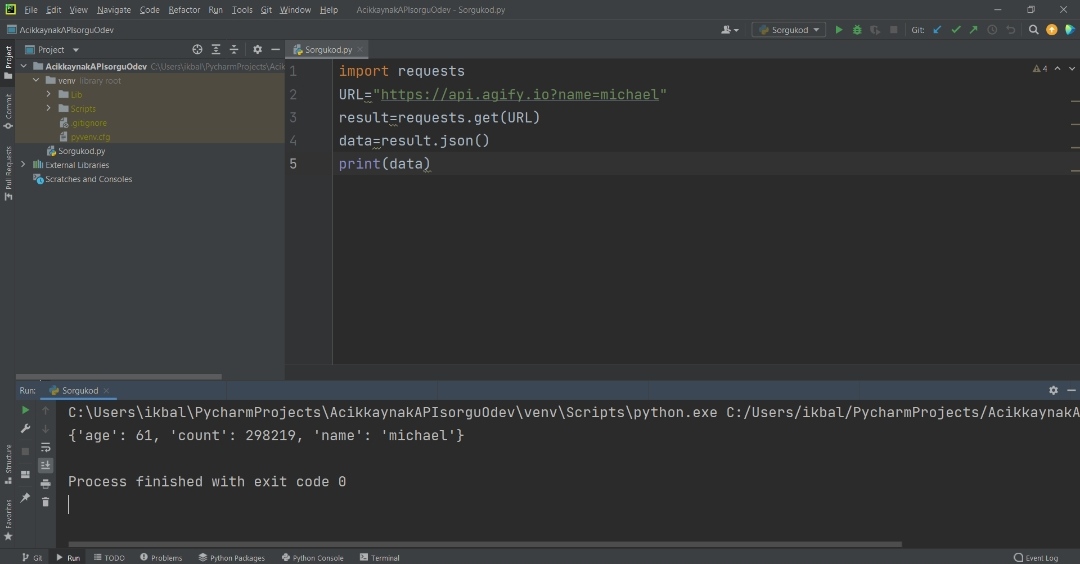 File Edit View Navigate Code Refactor Run Tools Git Window Help AcikkaynakAPIsorguOdev - Sorgukod.py
AcikkaynakAPIsorguOdev
Sorgukod
Git:
Project
Sorgukod.py
AcikkaynakAPIsorguOdev C:\Users\ikbal\PycharmProjects\Acik
venv library root
Lib
Scripts
.gitignore
pyvenv.cfg
Sorgukod.py
External Libraries
Scratches and Consoles
Project
Commit
Pull Requests
1 import requests
2 URL="https://api.agify.io?name=michael"
3 result=requests.get(URL)
4 data=result.json()
5 print(data)
4
Run: Sorgukod
C:\Users\ikbal\PycharmProjects\AcikkaynakAPIsorguOdev\venv\Scripts\python.exe C:/Users/ikbal/PycharmProjects/AcikkaynakA
{'age': 61, 'count': 298219, 'name': 'michael'}
Process finished with exit code 0
Structure
Favorites
Git Run TODO Problems Python Packages Python Console Terminal Event Log